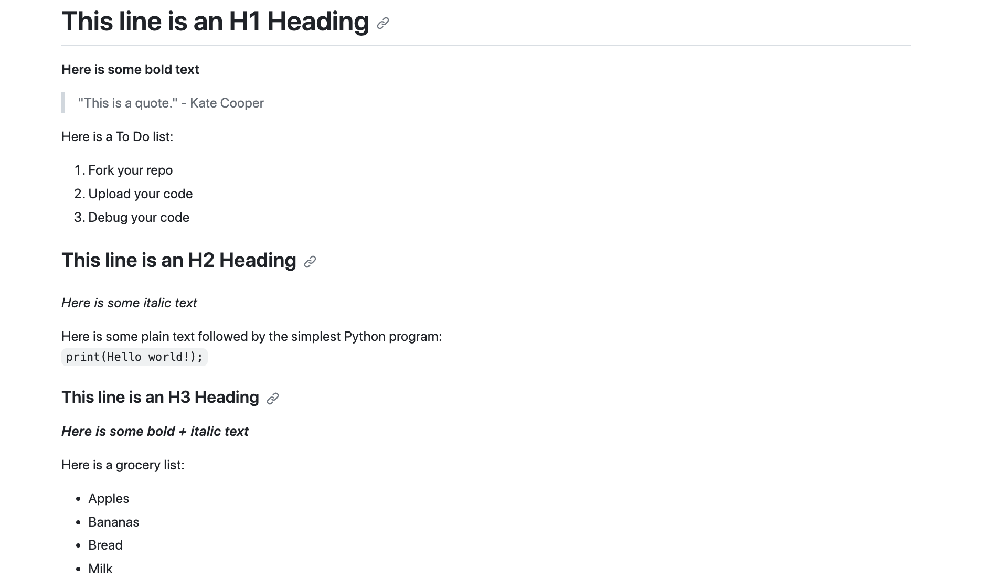 This line is an H1 Heading
Here is some bold text
"This is a quote." - Kate Cooper
Here is a To Do list:
1. Fork your repo
2. Upload your code
3. Debug your code
This line is an H2 Heading
Here is some italic text
Here is some plain text followed by the simplest Python program:
print(Hello world!);
This line is an H3 Heading
Here is some bold + italic text
Here is a grocery list:
• Apples
• Bananas
• Bread
• Milk